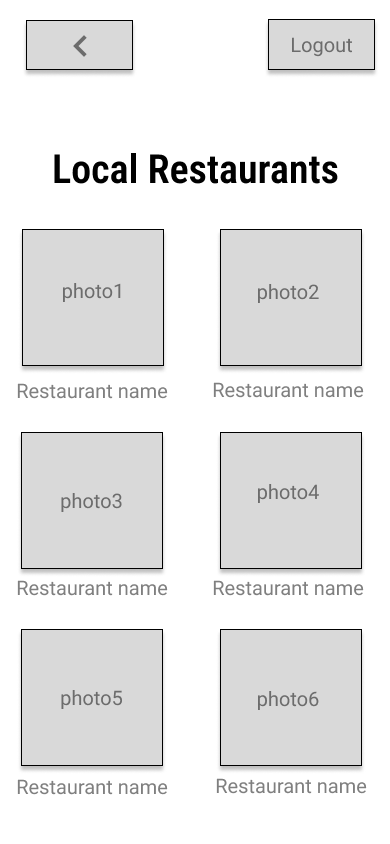 Logout
Local Restaurants
photo1
photo2
Restaurant name
Restaurant name
photo3
photo4
Restaurant name
Restaurant name
photo5
photo6
Restaurant name
Restaurant name